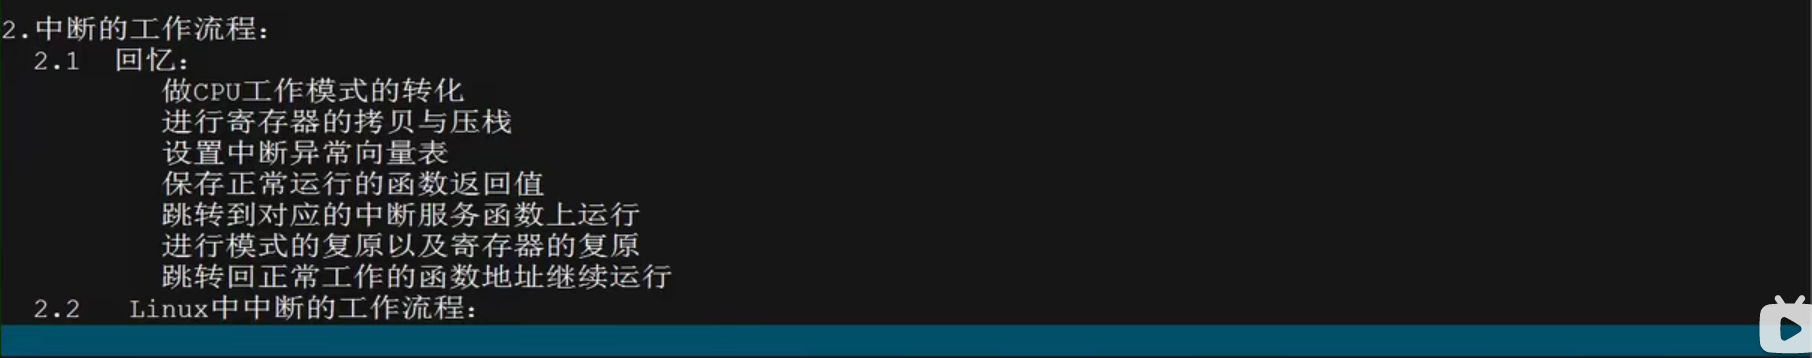 2.中断的工作流程：
2.1 回忆：
做CPU工作模式的转化
进行寄存器的拷贝与压栈
设置中断异常向量表
保存正常运行的函数返回值
跳转到对应的中断服务函数上运行
进行模式的复原以及寄存器的复原
跳转回正常工作的函数地址继续运行
2.2 Linux中中断的工作流程：